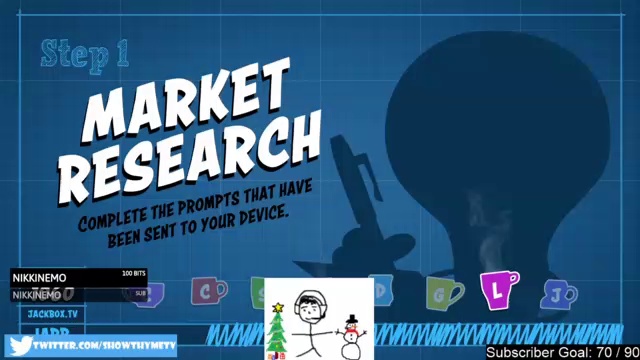 Step 1
MARKET
RESEARCH
COMPLETE THE PROMPTS THAT HAVE
BEEN SENT TO YOUR DEVICE.
NIKKINEMO 100 BITS
NIKKINEMO SUB
C
D
G
L
J
JACKBOX.TV
TWITTER.COM/SHOWTHYMETV
Subscriber Goal: 70 / 90